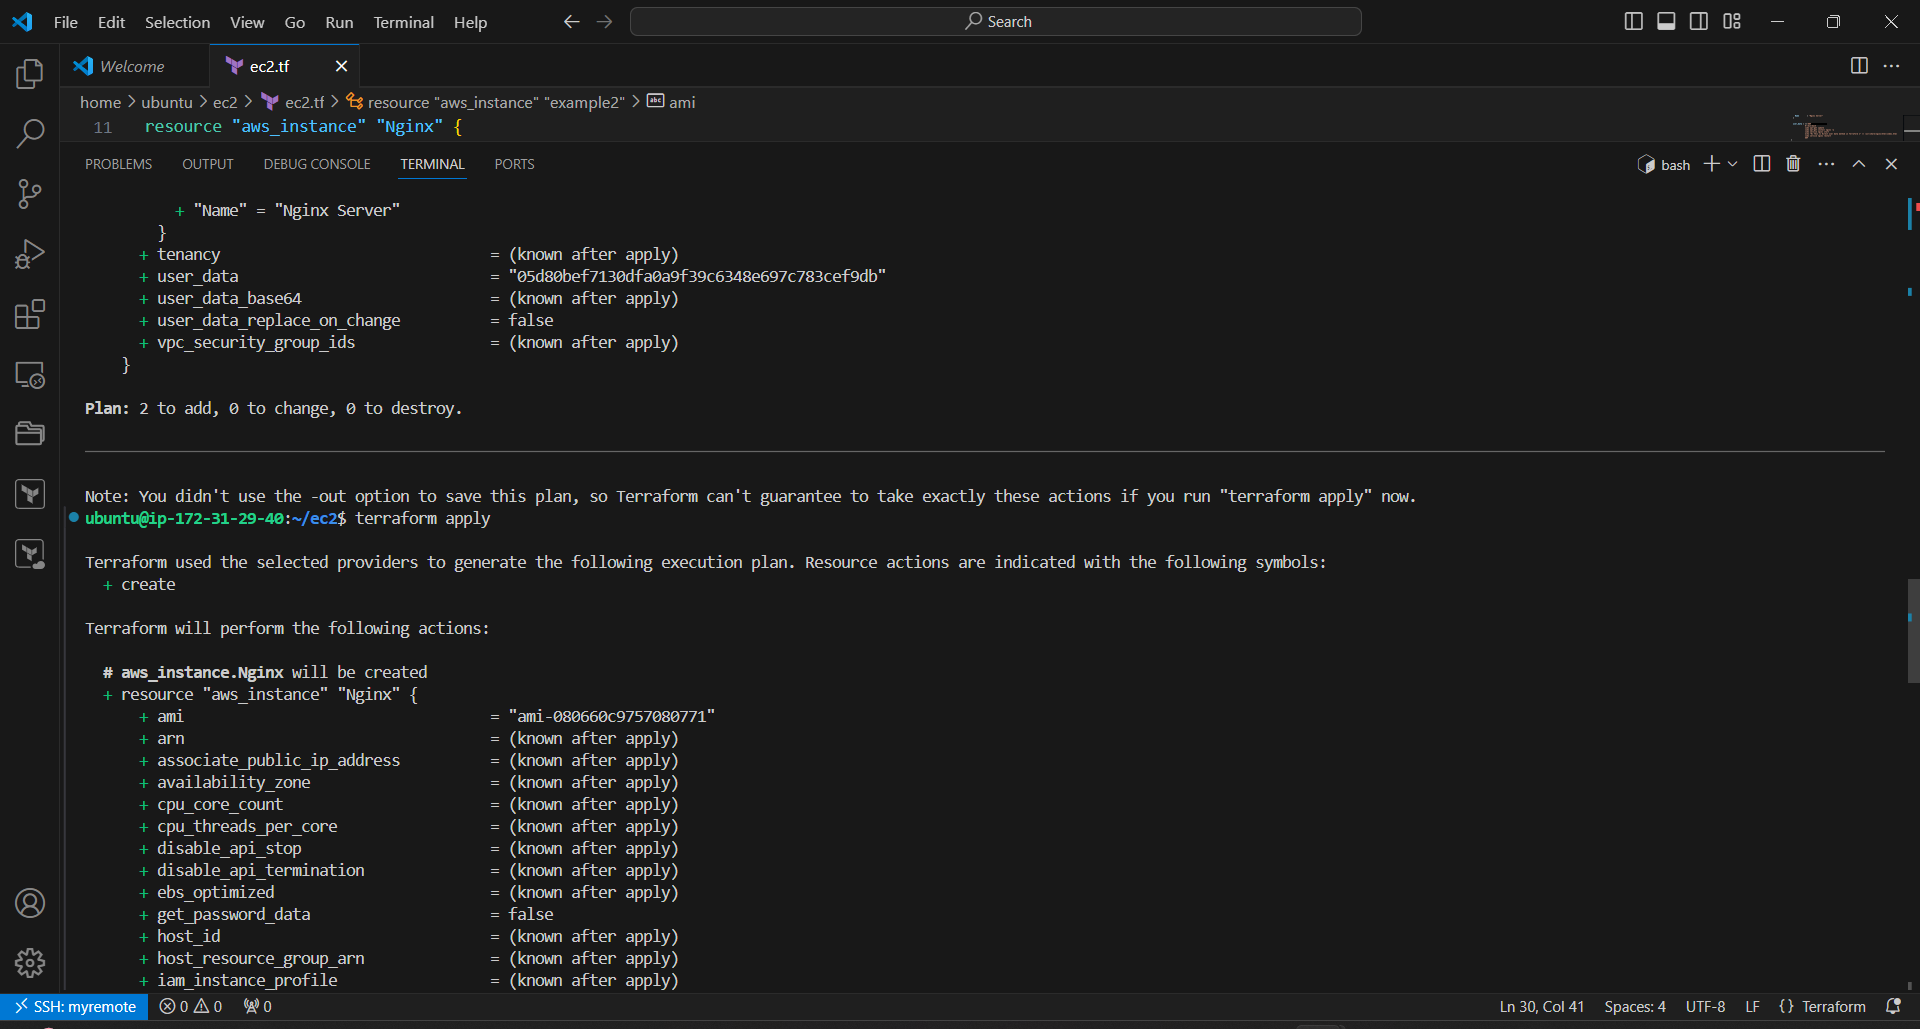 File Edit Selection View Go Run Terminal Help Search
Welcome ec2.tf
home > ubuntu > ec2 > ec2.tf > resource "aws_instance" "example2" > abc ami
11 resource "aws_instance" "Nginx" {
PROBLEMS OUTPUT DEBUG CONSOLE TERMINAL PORTS bash
+ "Name" = "Nginx Server"
}
+ tenancy = (known after apply)
+ user_data = "05d80bef7130dfa0a9f39c6348e697c783cef9db"
+ user_data_base64 = (known after apply)
+ user_data_replace_on_change = false
+ vpc_security_group_ids = (known after apply)
}
Plan: 2 to add, 0 to change, 0 to destroy.
Note: You didn't use the -out option to save this plan, so Terraform can't guarantee to take exactly these actions if you run "terraform apply" now.
ubuntu@ip-172-31-29-40:~/ec2$ terraform apply
Terraform used the selected providers to generate the following execution plan. Resource actions are indicated with the following symbols:
+ create
Terraform will perform the following actions:
# aws_instance.Nginx will be created
+ resource "aws_instance" "Nginx" {
+ ami = "ami-080660c9757080771"
+ arn = (known after apply)
+ associate_public_ip_address = (known after apply)
+ availability_zone = (known after apply)
+ cpu_core_count = (known after apply)
+ cpu_threads_per_core = (known after apply)
+ disable_api_stop = (known after apply)
+ disable_api_termination = (known after apply)
+ ebs_optimized = (known after apply)
+ get_password_data = false
+ host_id = (known after apply)
+ host_resource_group_arn = (known after apply)
+ iam_instance_profile = (known after apply)
SSH: myremote 0 0 0 Ln 30, Col 41 Spaces: 4 UTF-8 LF {} Terraform